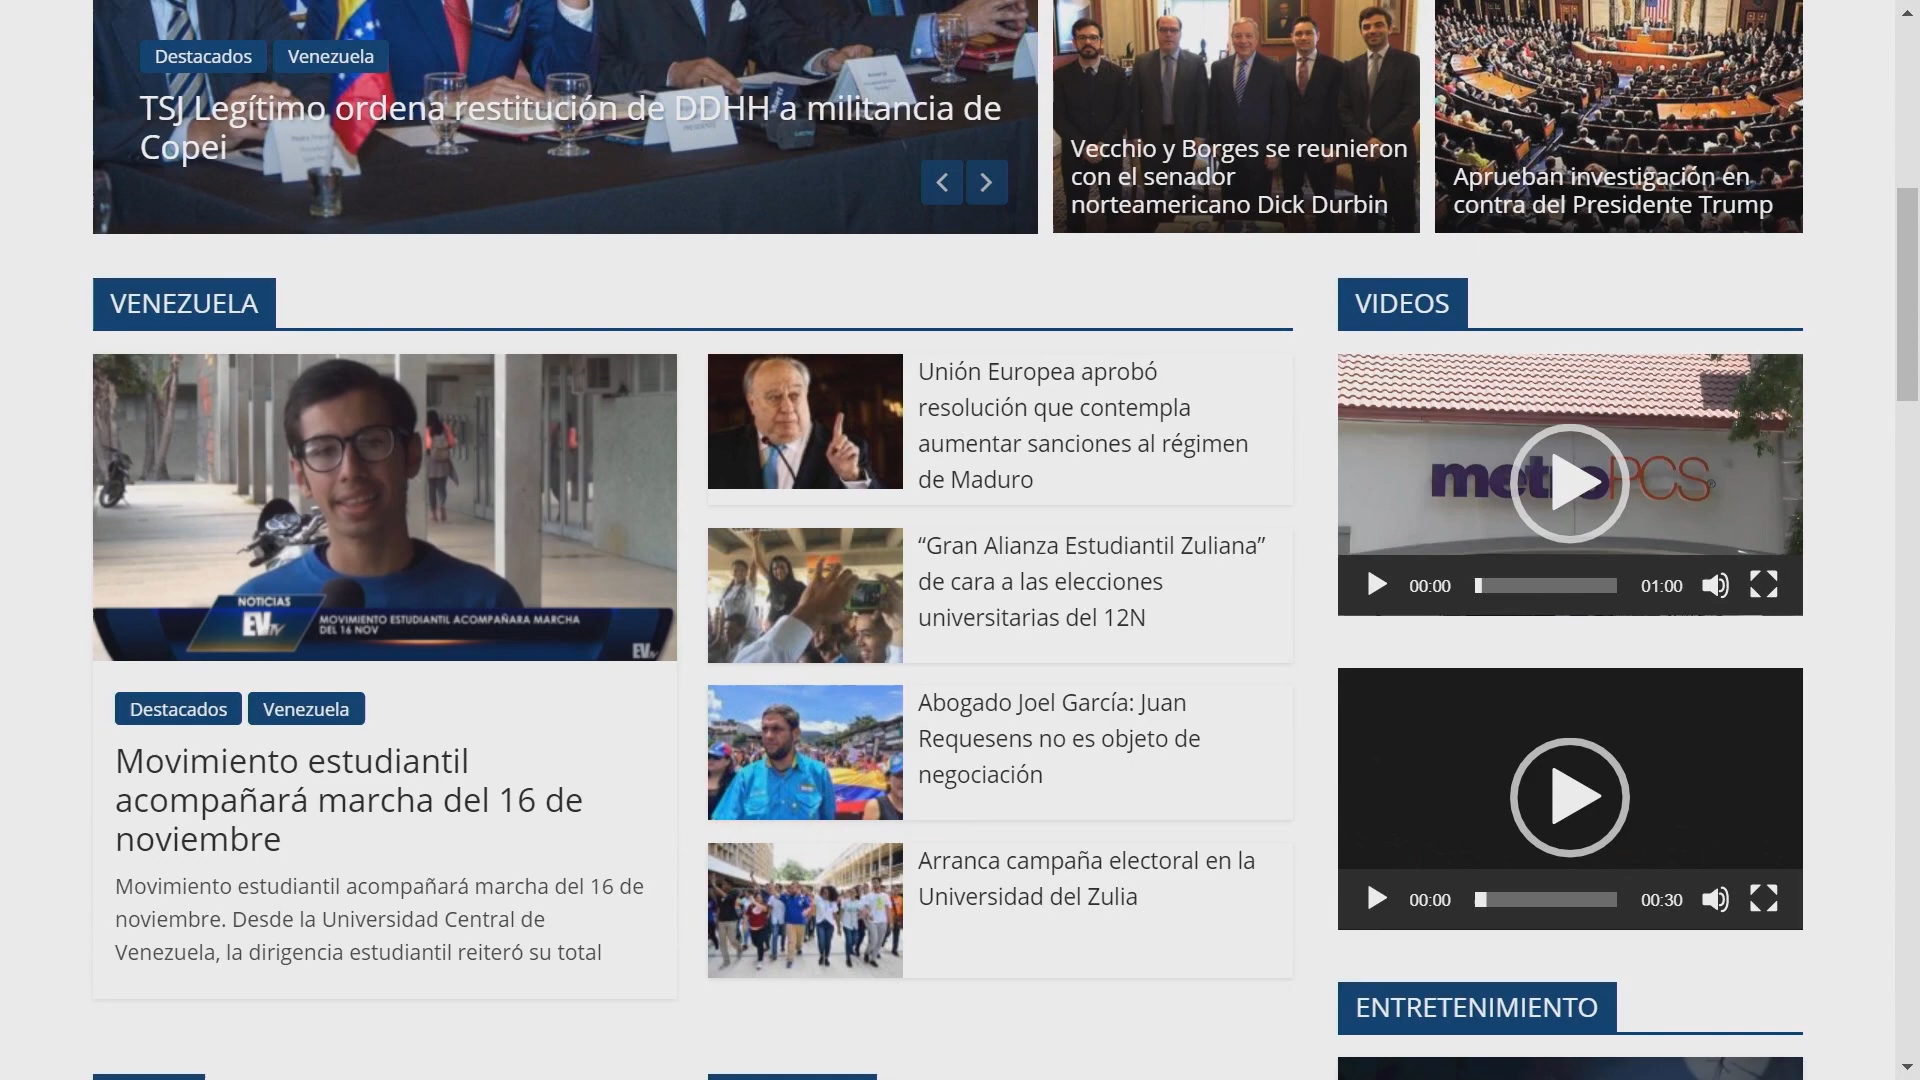 Destacados
Venezuela
TSJ Legítimo ordena restitución de DDHH a militancia de
Copei
PRESIDENTE
Vecchio y Borges se reunieron
con el senador
norteamericano Dick Durbin
Aprueban investigación en
contra del Presidente Trump
VENEZUELA
NOTICIAS
EVTV
MOVIMIENTO ESTUDIANTIL ACOMPAÑARA MARCHA
DEL 16 NOV
EVTV
Destacados
Venezuela
Movimiento estudiantil
acompañará marcha del 16 de
noviembre
Movimiento estudiantil acompañará marcha del 16 de
noviembre. Desde la Universidad Central de
Venezuela, la dirigencia estudiantil reiteró su total
Unión Europea aprobó
resolución que contempla
aumentar sanciones al régimen
de Maduro
“Gran Alianza Estudiantil Zuliana”
de cara a las elecciones
universitarias del 12N
Abogado Joel García: Juan
Requesens no es objeto de
negociación
Arranca campaña electoral en la
Universidad del Zulia
VIDEOS
metroPCS
00:00
01:00
00:00
00:30
ENTRETENIMIENTO